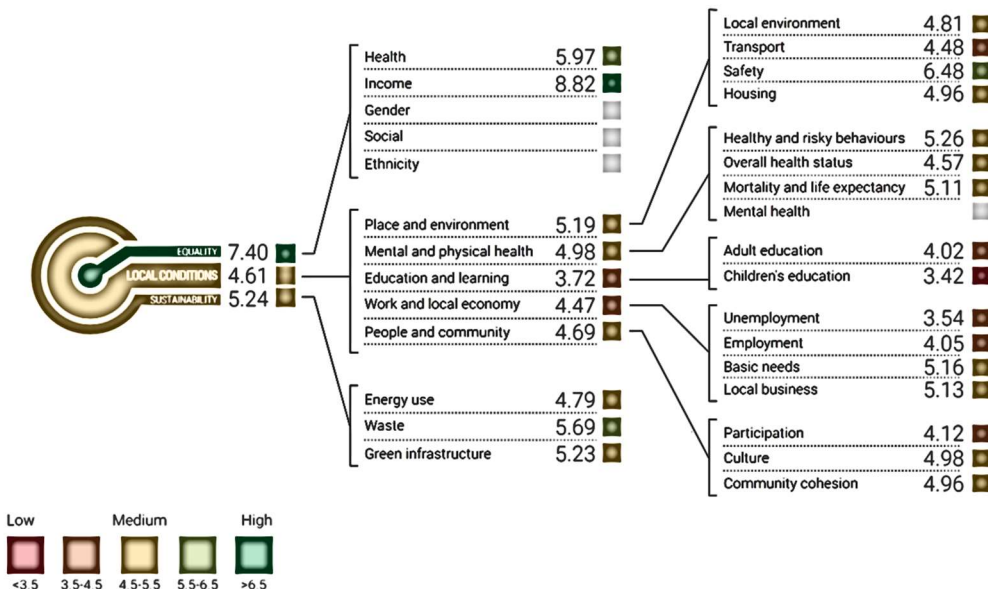 EQUALITY 7.40
LOCAL CONDITIONS 4.61
SUSTAINABILITY 5.24
Health 5.97
Income 8.82
Gender
Social
Ethnicity
Place and environment 5.19
Mental and physical health 4.98
Education and learning 3.72
Work and local economy 4.47
People and community 4.69
Energy use 4.79
Waste 5.69
Green infrastructure 5.23
Local environment 4.81
Transport 4.48
Safety 6.48
Housing 4.96
Healthy and risky behaviours 5.26
Overall health status 4.57
Mortality and life expectancy 5.11
Mental health
Adult education 4.02
Children's education 3.42
Unemployment 3.54
Employment 4.05
Basic needs 5.16
Local business 5.13
Participation 4.12
Culture 4.98
Community cohesion 4.96
Low Medium High
<3.5 3.5-4.5 4.5-5.5 5.5-6.5 >6.5